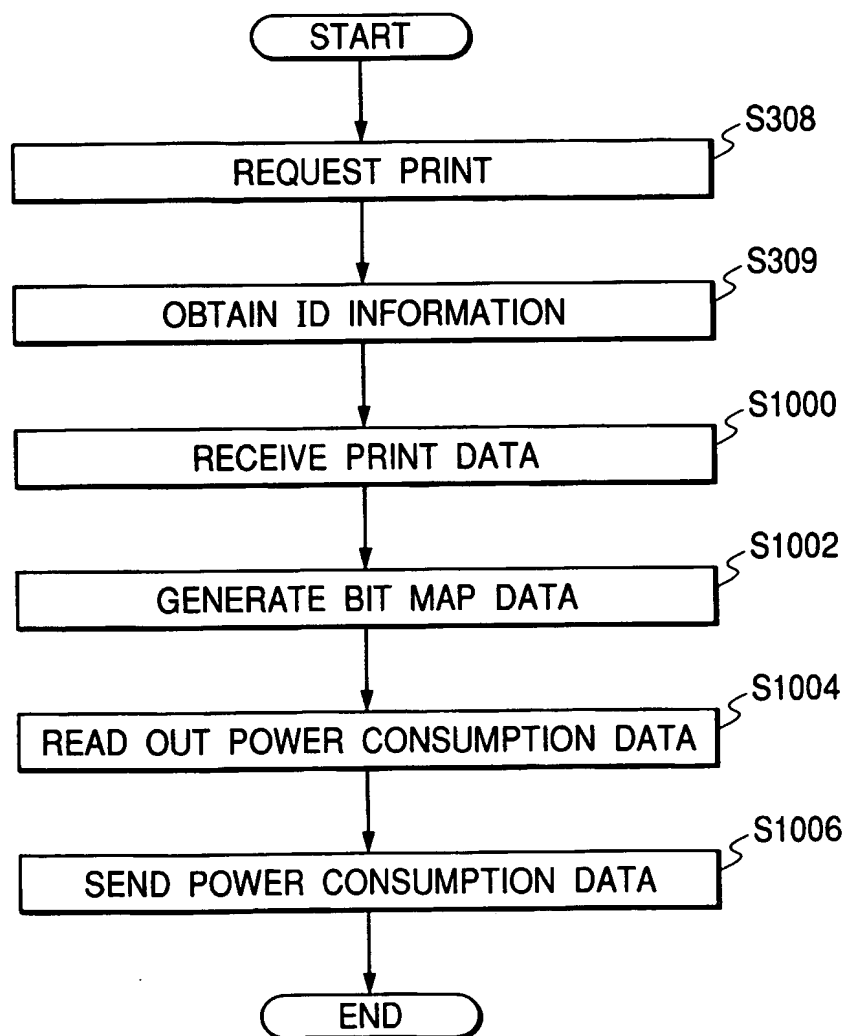 START
S308
REQUEST PRINT
S309
OBTAIN ID INFORMATION
S1000
RECEIVE PRINT DATA
S1002
GENERATE BIT MAP DATA
S1004
READ OUT POWER CONSUMPTION DATA
S1006
SEND POWER CONSUMPTION DATA
END